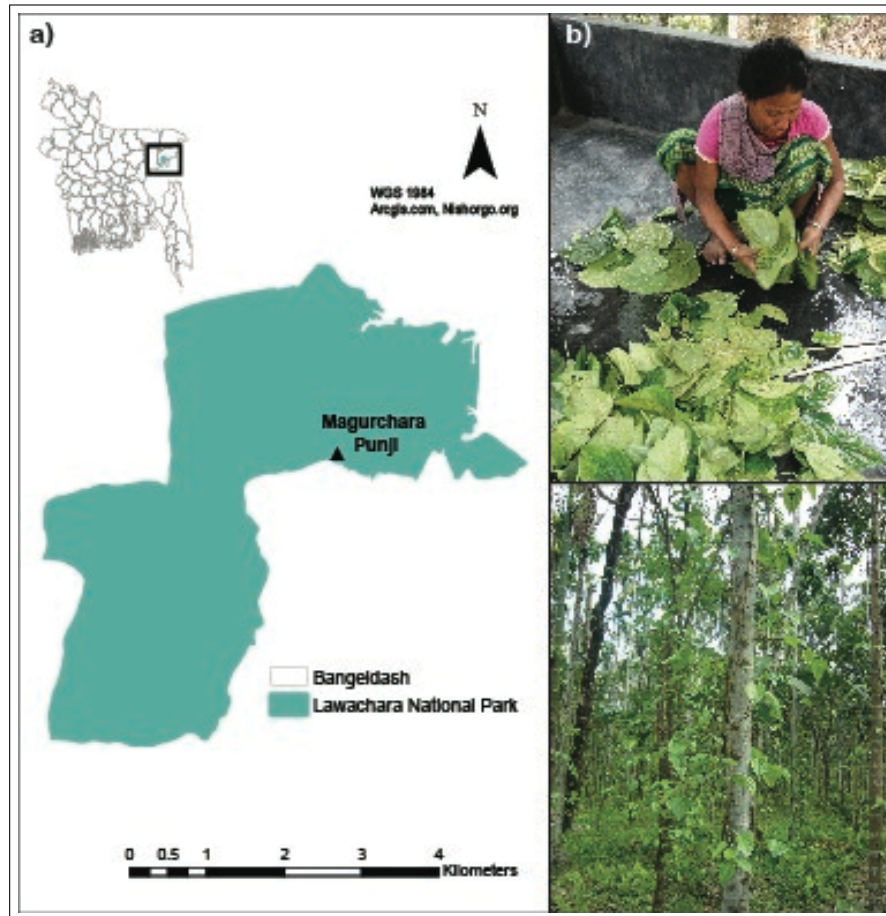 a)
b)
N
WGS 1984
Arcgis.com, Nishorgo.org
Magurchara
Punji
Bangeldash
Lawachara National Park
0 0.5 1 2 3 4
Kilometers